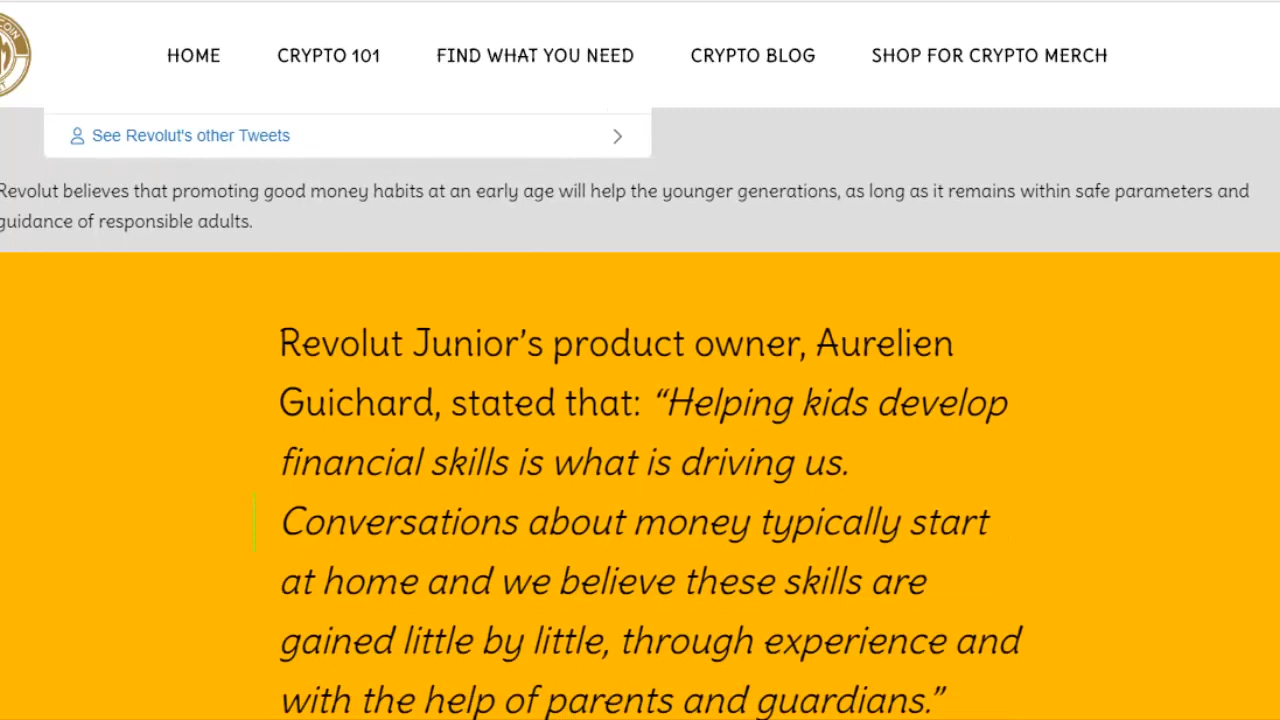 COIN
HOME CRYPTO 101 FIND WHAT YOU NEED CRYPTO BLOG SHOP FOR CRYPTO MERCH
See Revolut's other Tweets
Revolut believes that promoting good money habits at an early age will help the younger generations, as long as it remains within safe parameters and
guidance of responsible adults.
Revolut Junior’s product owner, Aurelien
Guichard, stated that: “Helping kids develop
financial skills is what is driving us.
Conversations about money typically start
at home and we believe these skills are
gained little by little, through experience and
with the help of parents and guardians.”